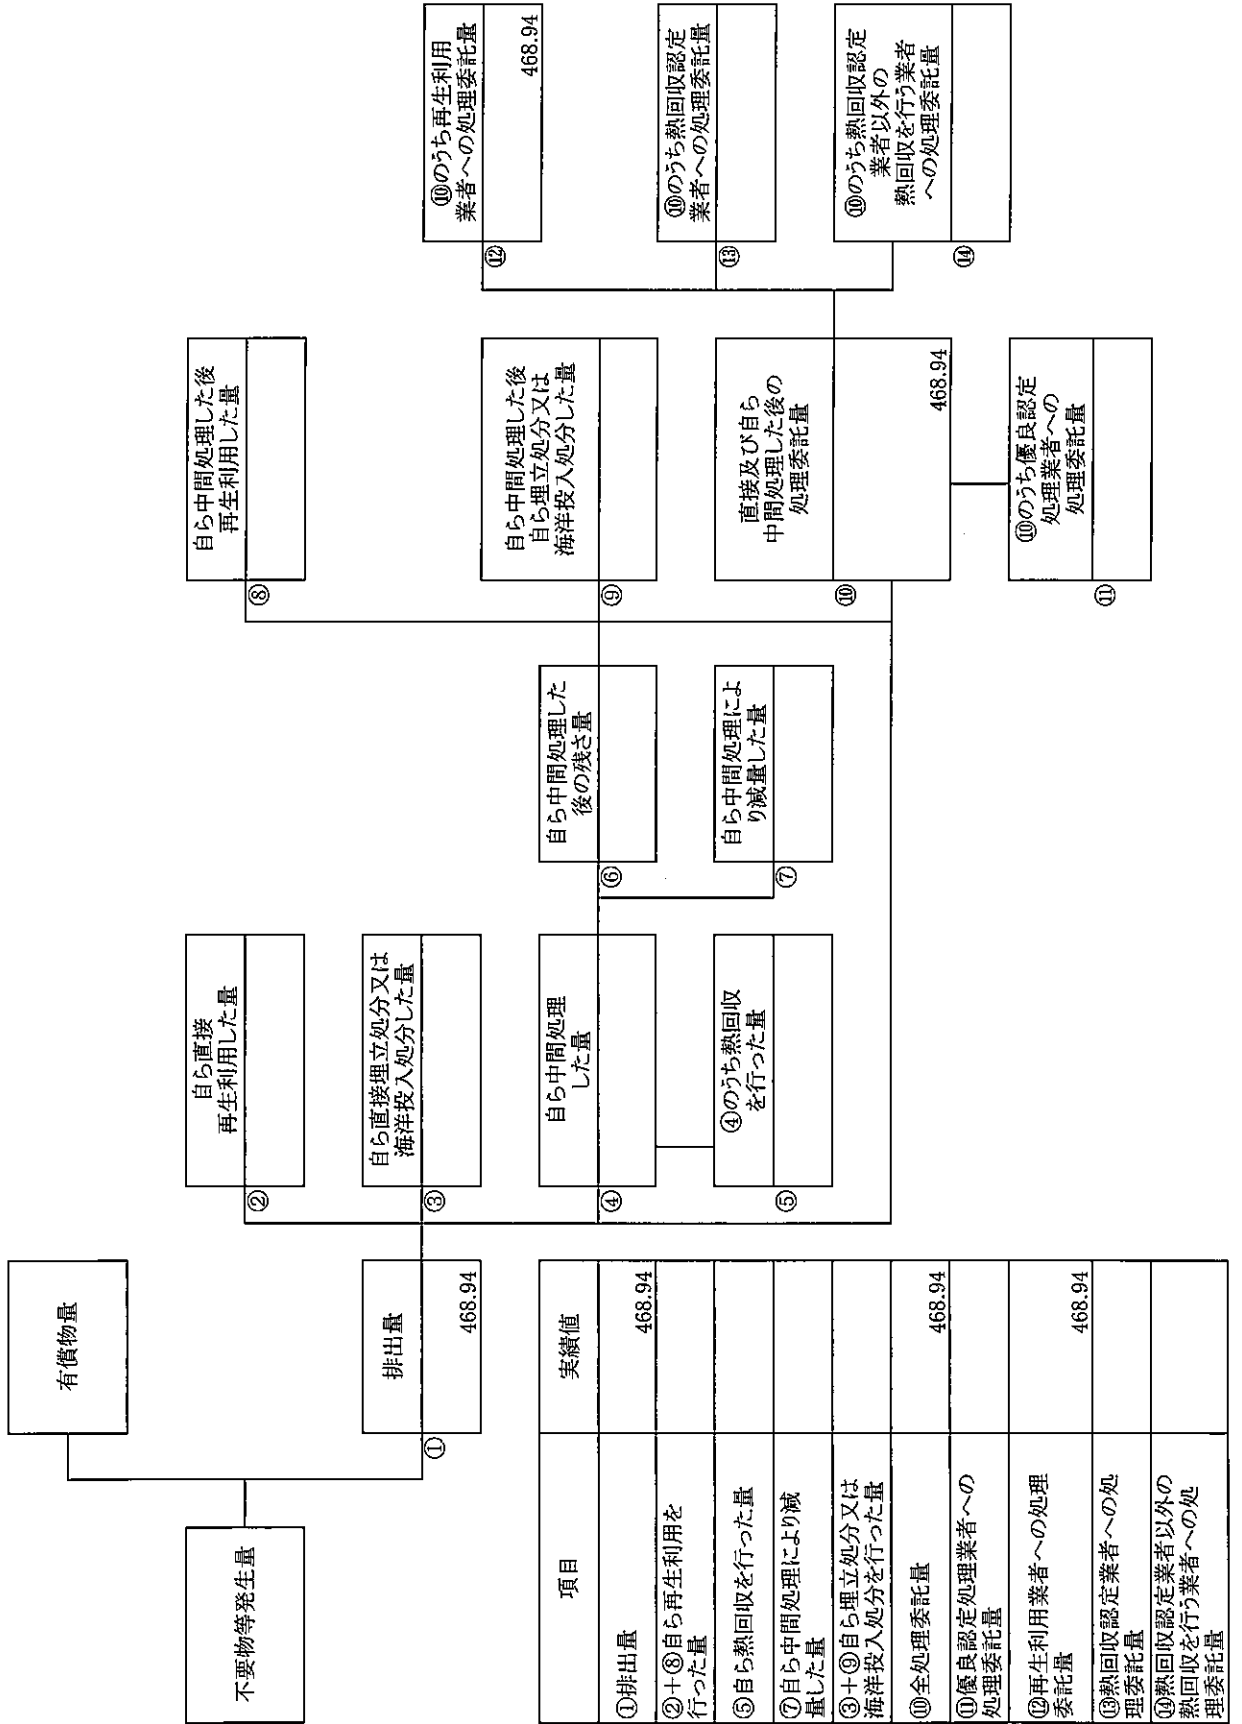 有償物量
不要物等発生量
排出量
①
468.94
自ら直接
再生利用した量
②
自ら直接埋立処分又は
海洋投入処分した量
③
自ら中間処理
した量
④
④のうち熱回収
を行った量
⑤
自ら中間処理した
後の残さ量
⑥
自ら中間処理によ
り減量した量
⑦
自ら中間処理した後
再生利用した量
⑧
自ら中間処理した後
自ら埋立処分又は
海洋投入処分した量
⑨
直接及び自ら
中間処理した後の
処理委託量
⑩
468.94
⑩のうち優良認定
処理業者への
処理委託量
⑪
⑩のうち再生利用
業者への処理委託量
⑫
468.94
⑩のうち熱回収認定
業者への処理委託量
⑬
⑩のうち熱回収認定
業者以外の
熱回収を行う業者
への処理委託量
⑭
項目 実績値
①排出量 468.94
②+⑧自ら再生利用を
行った量
⑤自ら熱回収を行った量
⑦自ら中間処理により減
量した量
③+⑨自ら埋立処分又は
海洋投入処分を行った量
⑩全処理委託量 468.94
⑪優良認定処理業者への
処理委託量
⑫再生利用業者への処理
委託量 468.94
⑬熱回収認定業者への処
理委託量
⑭熱回収認定業者以外の
熱回収を行う業者への処
理委託量